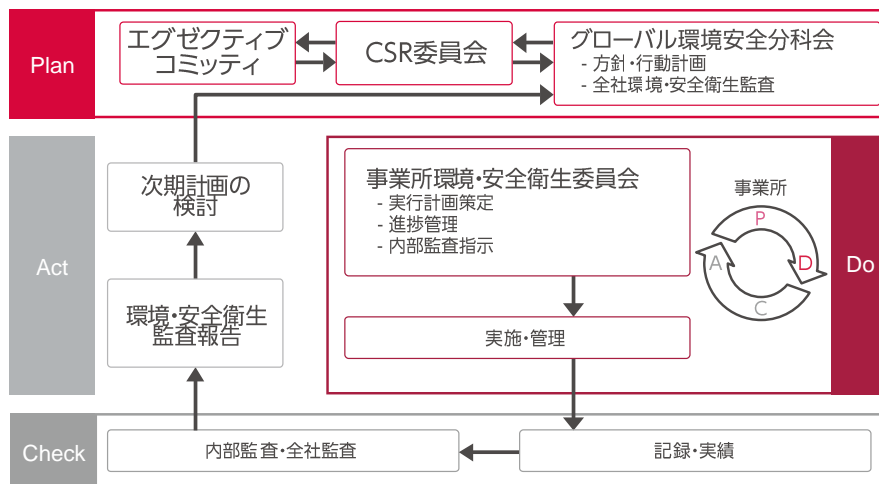 Plan
エグゼクティブ
コミッティ
CSR委員会
グローバル環境安全分科会
- 方針・行動計画
- 全社環境・安全衛生監査
Act
次期計画の
検討
環境・安全衛生
監査報告
事業所環境・安全衛生委員会
- 実行計画策定
- 進捗管理
- 内部監査指示
実施・管理
事業所
P
D
C
A
Do
Check
内部監査・全社監査
記録・実績